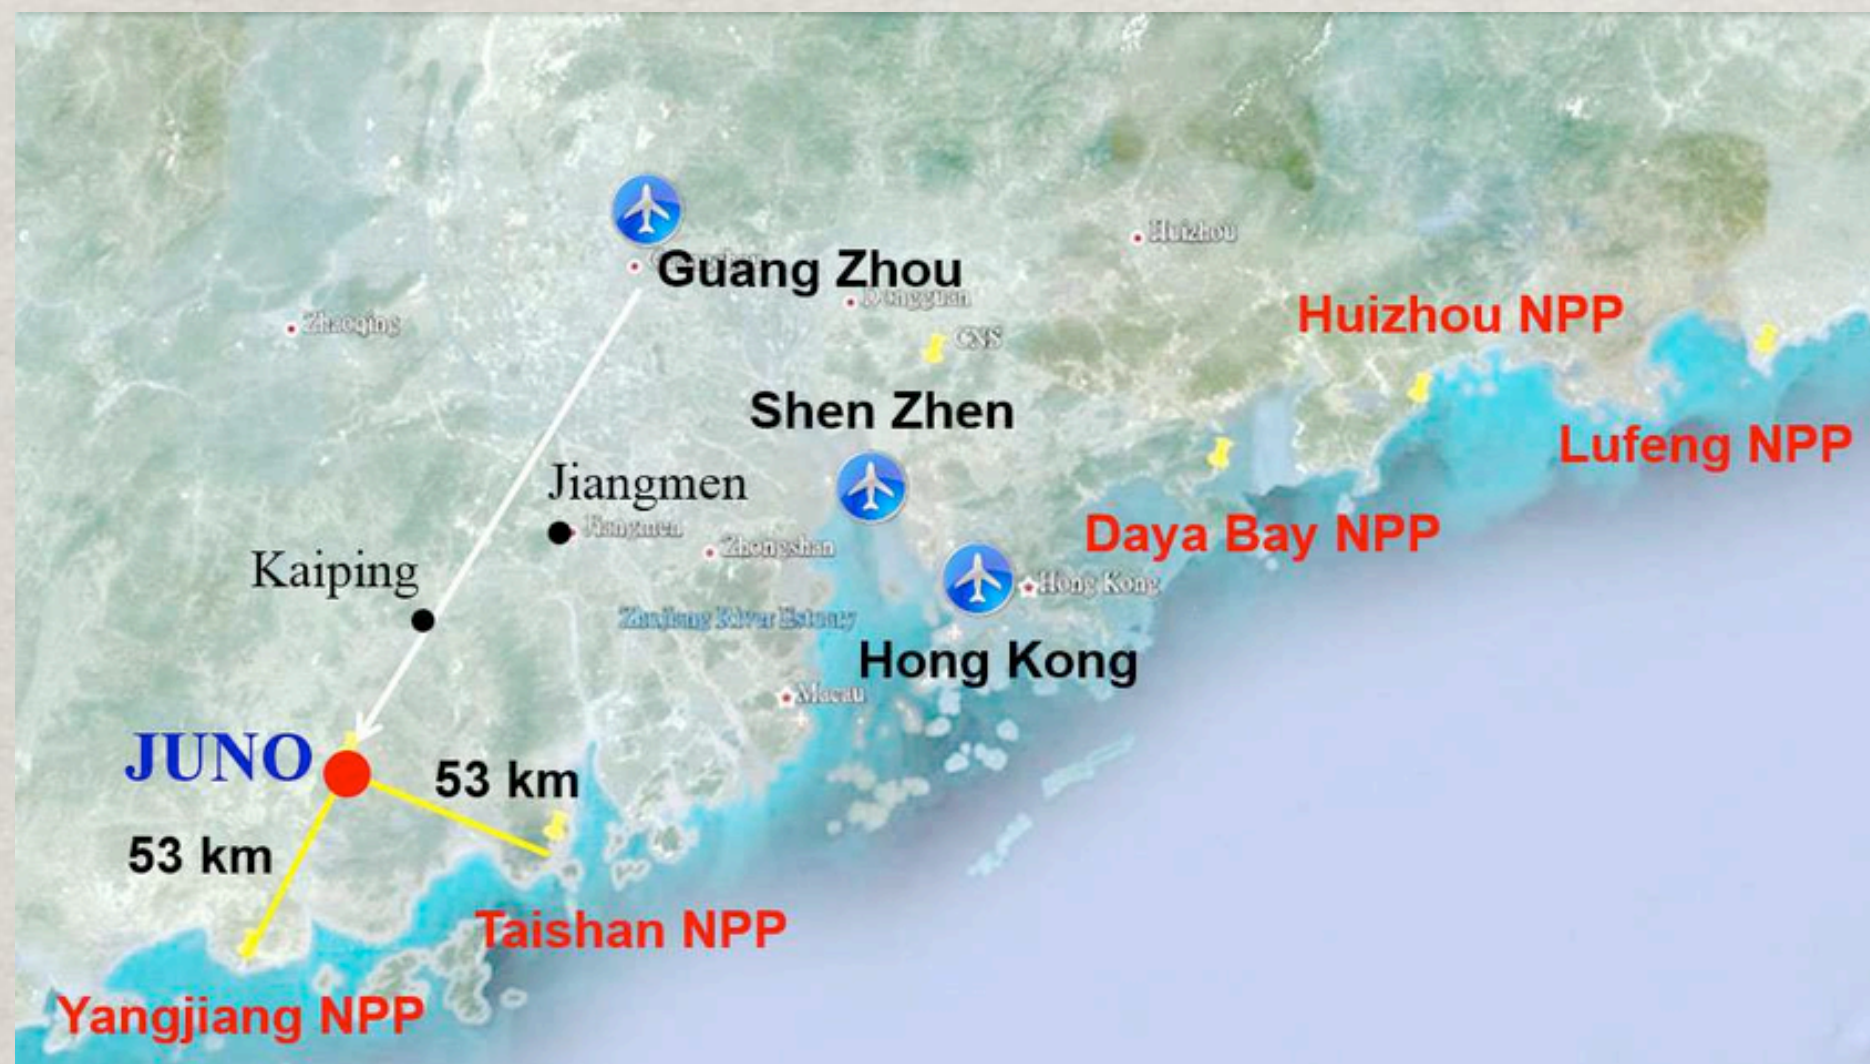 Guang Zhou
Huizhou
Dongguan
Zhaoqing
CNS
Huizhou NPP
Shen Zhen
Lufeng NPP
Jiangmen
Jiangmen
Zhongshan
Daya Bay NPP
Kaiping
Hong Kong
Zhujiang River Estuary
Hong Kong
Macau
JUNO
53 km
53 km
Taishan NPP
Yangjiang NPP